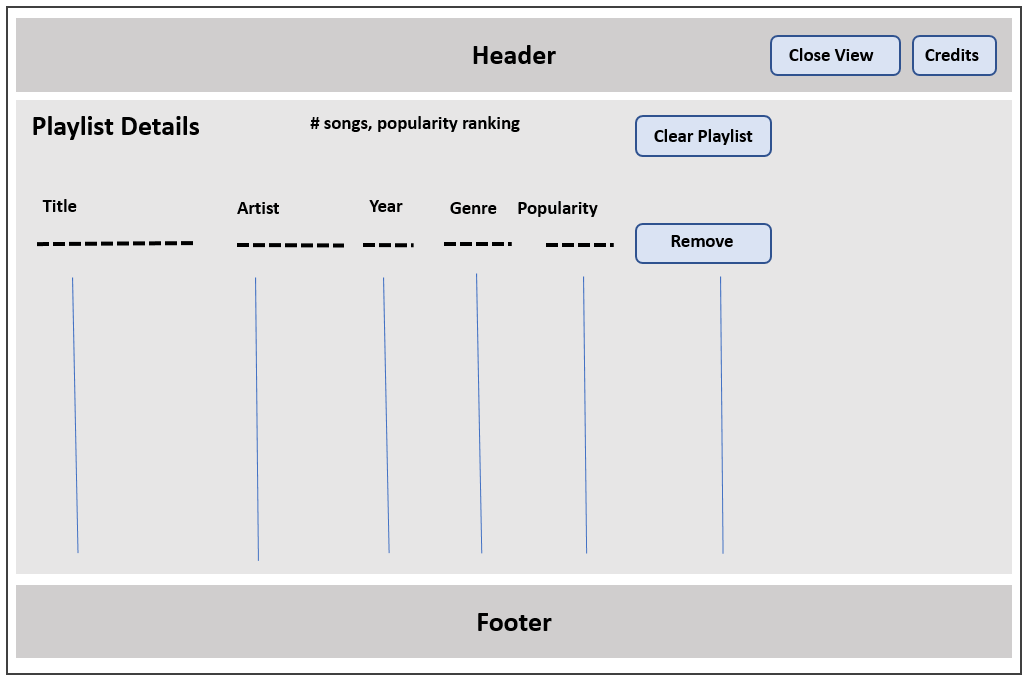 Header
Close View
Credits
Playlist Details
# songs, popularity ranking
Clear Playlist
Title
Artist
Year
Genre
Popularity
Remove
Footer